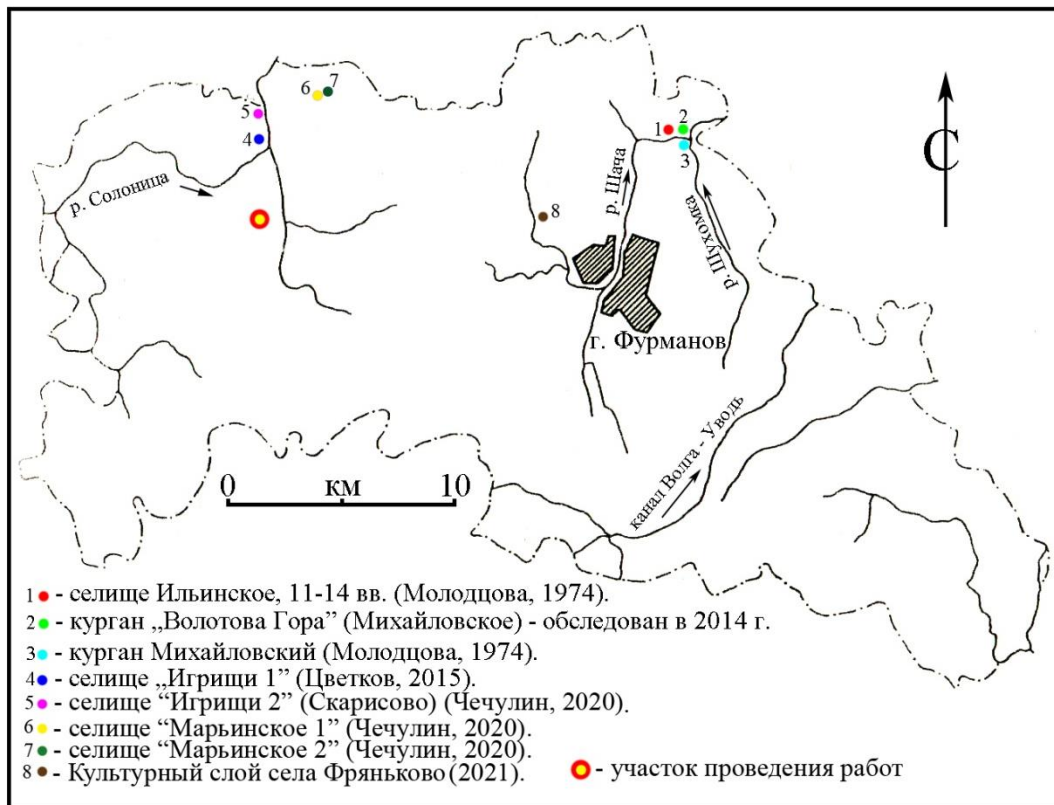 6 7
5
4
р. Солоница
1 2
3
С
р. Шача
р. Шухомка
8
г. Фурманов
канал Волга - Уводь
0 км 10
1 - селище Ильинское, 11-14 вв. (Молодцова, 1974).
2 - курган „Волотова Гора” (Михайловское) - обследован в 2014 г.
3 - курган Михайловский (Молодцова, 1974).
4 - селище „Игрищи 1” (Цветков, 2015).
5 - селище “Игрищи 2” (Скарисово) (Чечулин, 2020).
6 - селище “Марьинское 1” (Чечулин, 2020).
7 - селище “Марьинское 2” (Чечулин, 2020).
8 - Культурный слой села Фряньково (2021). - участок проведения работ